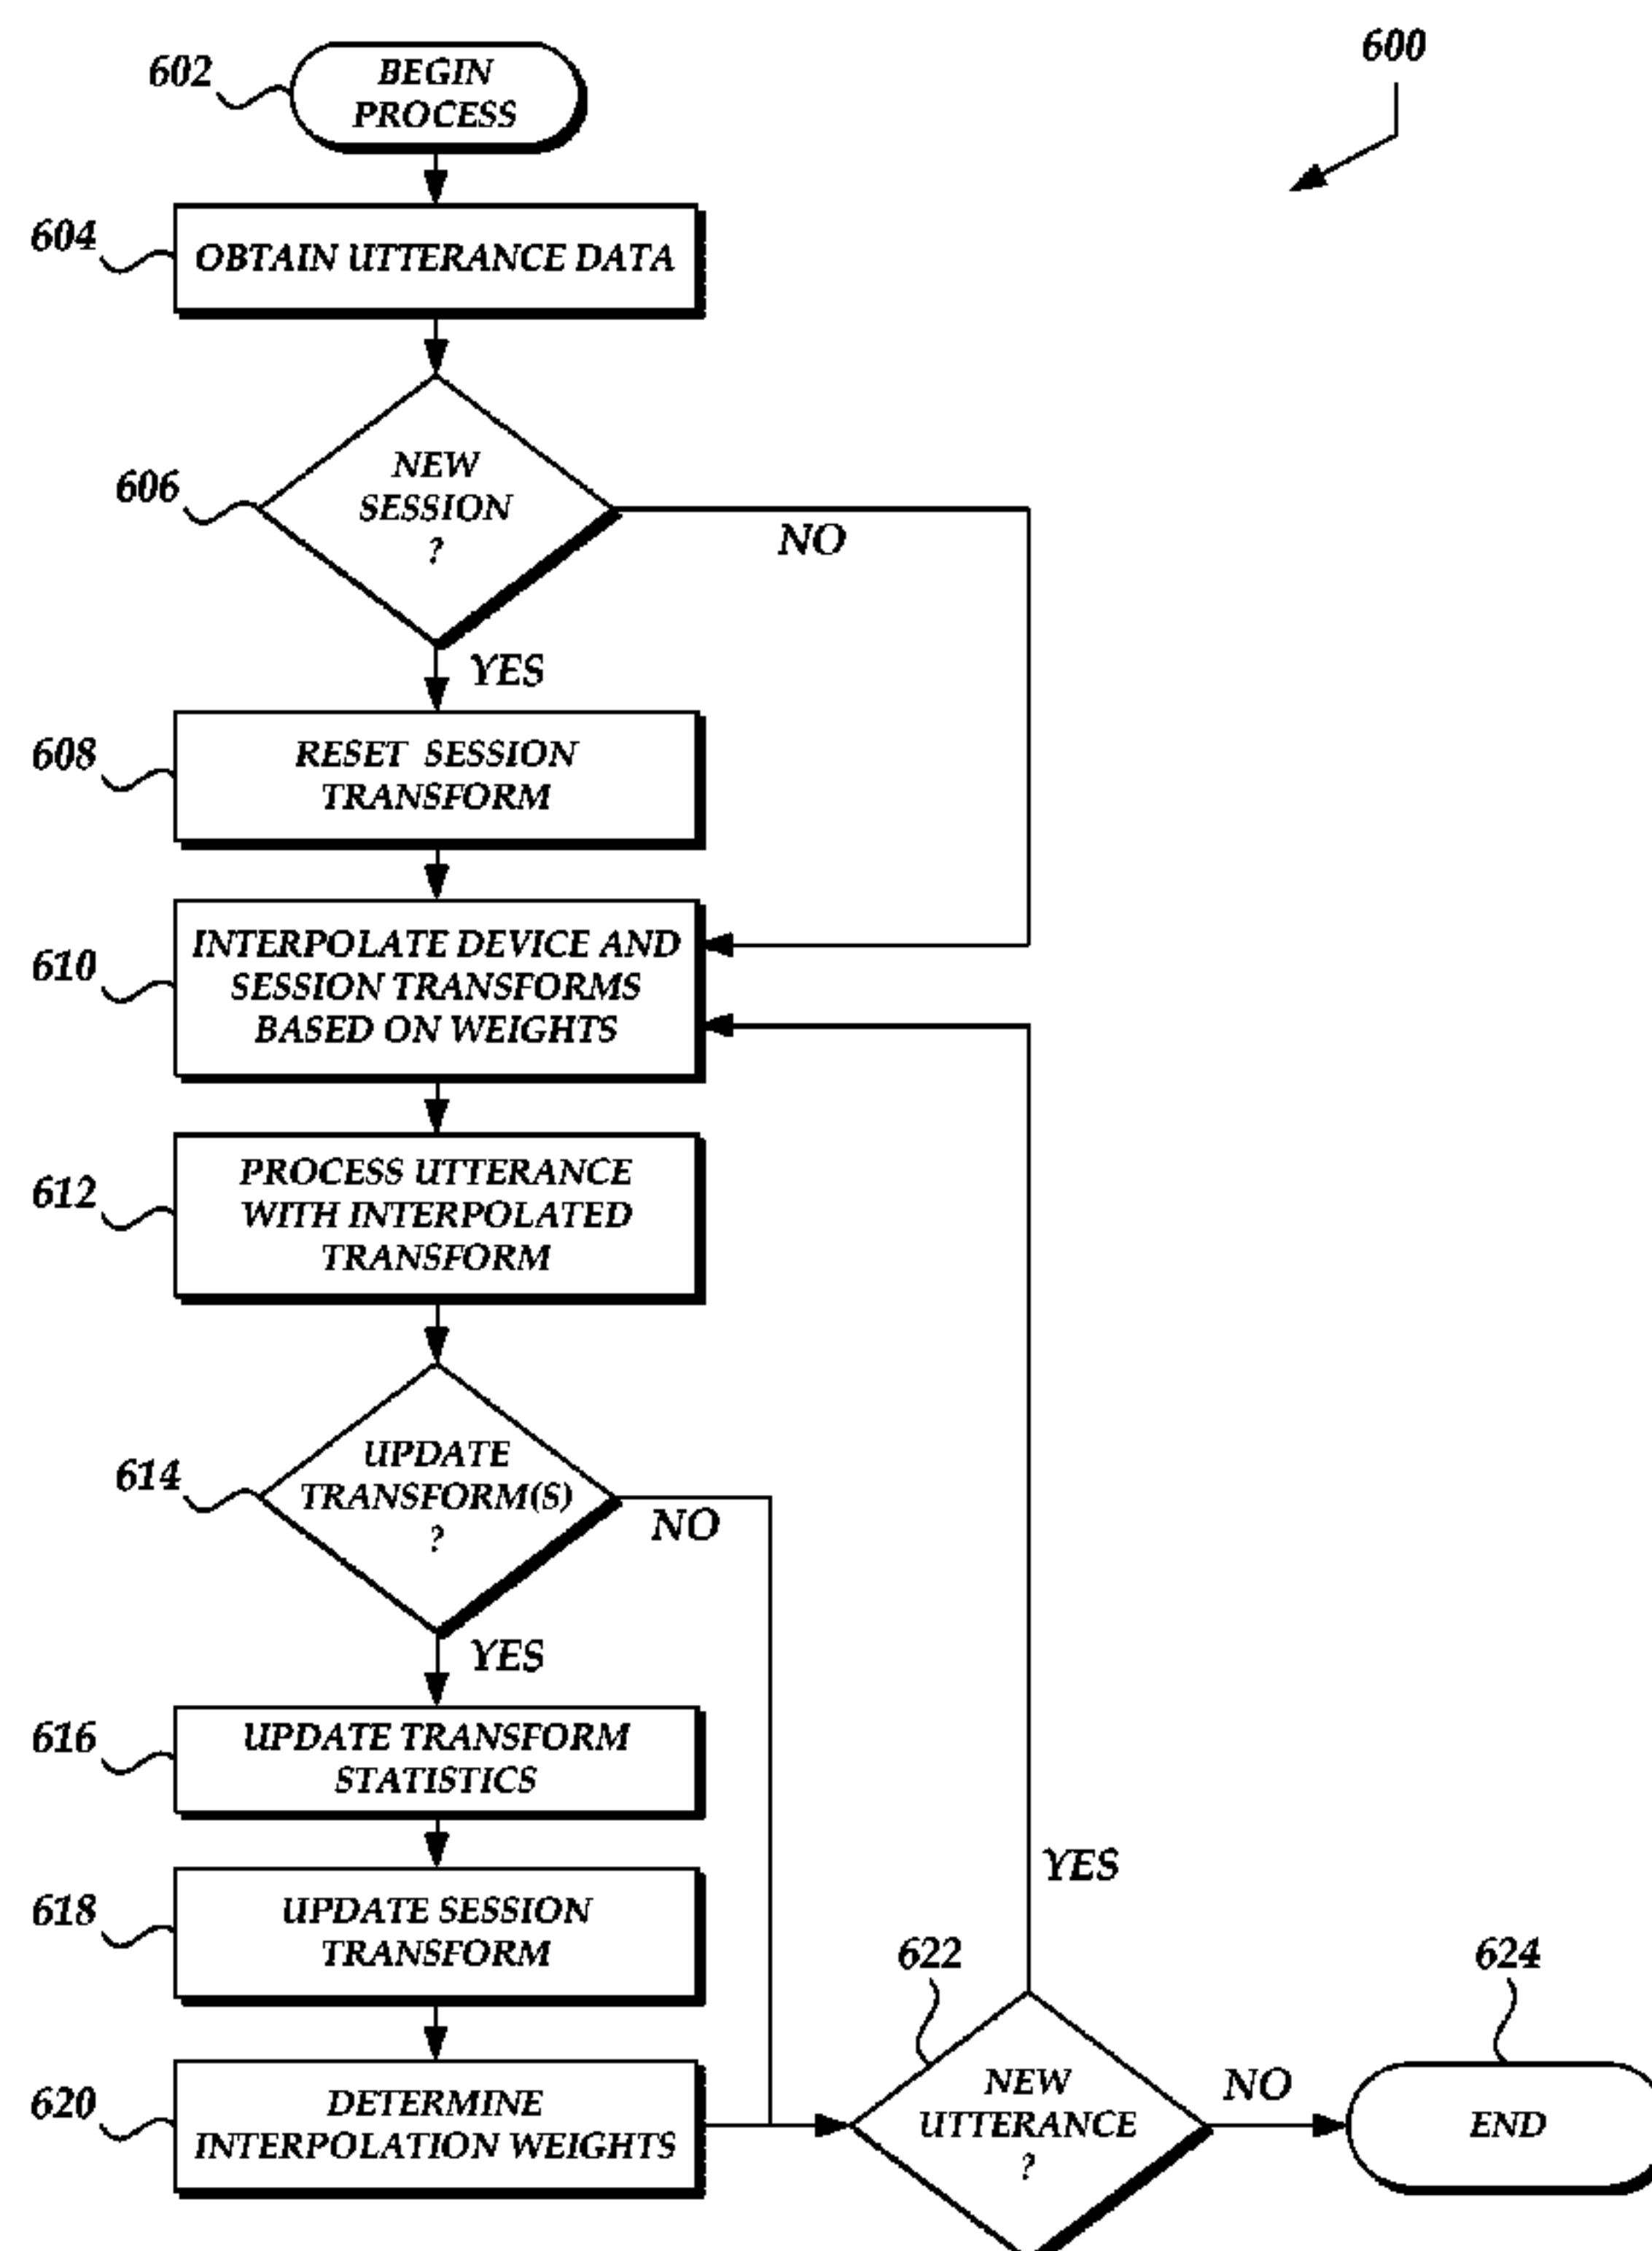 600
602
BEGIN
PROCESS
604
OBTAIN UTTERANCE DATA
606
NEW
SESSION
?
NO
YES
608
RESET SESSION
TRANSFORM
610
INTERPOLATE DEVICE AND
SESSION TRANSFORMS
BASED ON WEIGHTS
612
PROCESS UTTERANCE
WITH INTERPOLATED
TRANSFORM
614
UPDATE
TRANSFORM(S)
?
NO
YES
616
UPDATE TRANSFORM
STATISTICS
618
UPDATE SESSION
TRANSFORM
620
DETERMINE
INTERPOLATION WEIGHTS
YES
622
NEW
UTTERANCE
?
NO
624
END